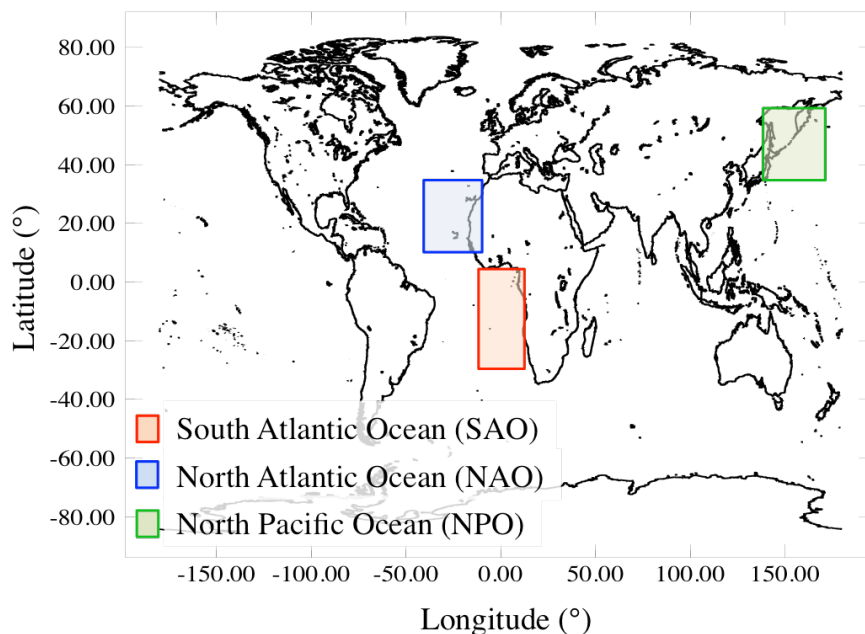 80.00
60.00
40.00
20.00
0.00
-20.00
-40.00
-60.00
-80.00
Latitude (°)
South Atlantic Ocean (SAO)
North Atlantic Ocean (NAO)
North Pacific Ocean (NPO)
-150.00 -100.00 -50.00 0.00 50.00 100.00 150.00
Longitude (°)